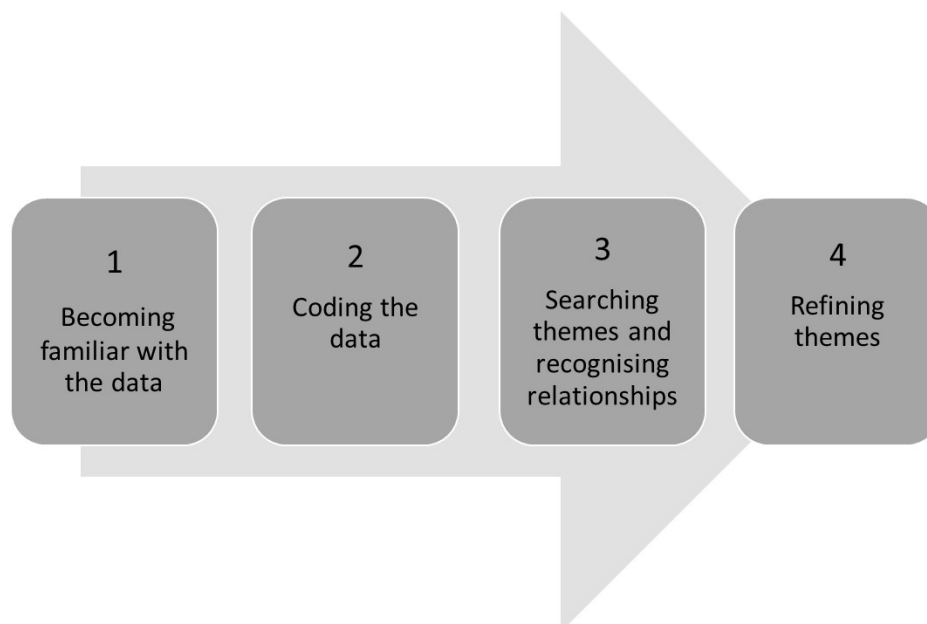 1
Becoming
familiar with
the data
2
Coding the
data
3
Searching
themes and
recognising
relationships
4
Refining
themes